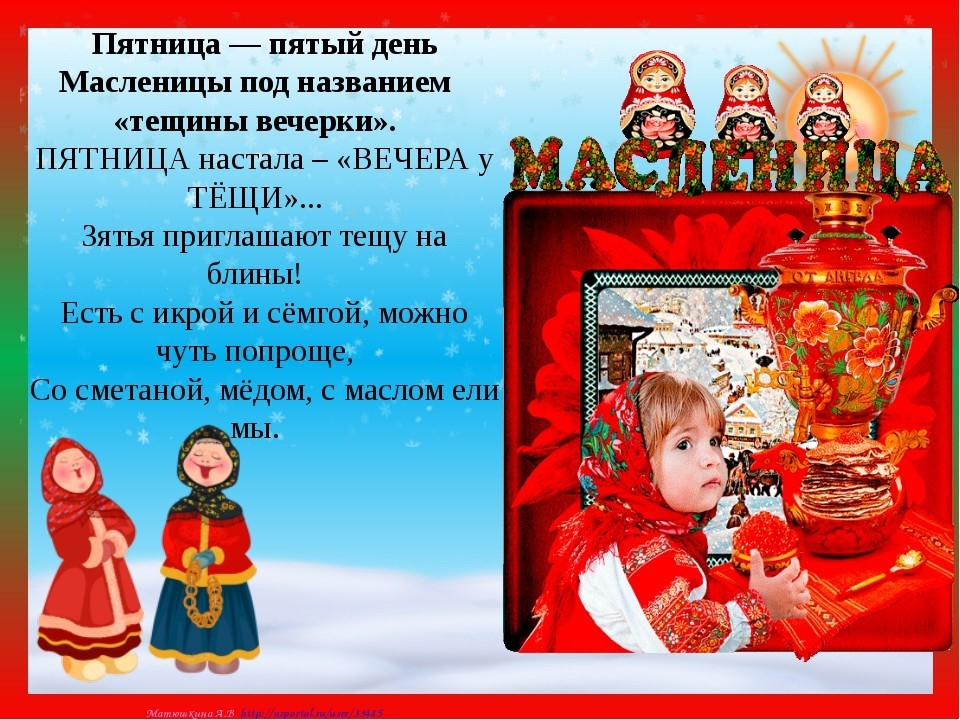 Пятница — пятый день
Масленицы под названием
«тещины вечерки».
ПЯТНИЦА настала – «ВЕЧЕРА у
ТЁЩИ»...
Зятья приглашают тещу на
блины!
Есть с икрой и сёмгой, можно
чуть попроще,
Со сметаной, мёдом, с маслом ели
мы.
МАСЛЕНИЦА
Матюшкина А.В. http://nsportal.ru/user/33485